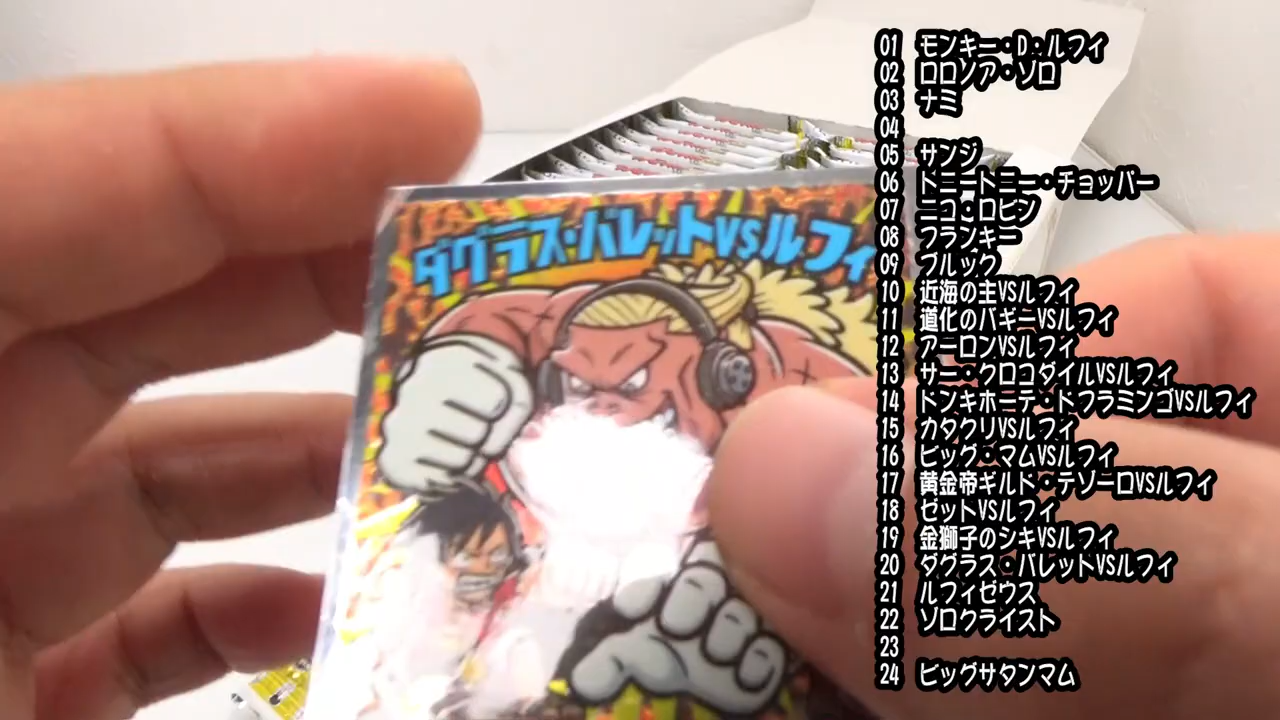 ダグラス・バレットVSルフィ
01 モンキー・D・ルフィ
02 ロロノア・ゾロ
03 ナミ
04
05 サンジ
06 トニートニー・チョッパー
07 ニコ・ロビン
08 フランキー
09 ブルック
10 近海の主VSルフィ
11 道化のバギーVSルフィ
12 アーロンVSルフィ
13 サー・クロコダイルVSルフィ
14 ドンキホーテ・ドフラミンゴVSルフィ
15 カタクリVSルフィ
16 ビッグ・マムVSルフィ
17 黄金帝ギルド・テゾーロVSルフィ
18 ゼットVSルフィ
19 金獅子のシキVSルフィ
20 ダグラス・バレットVSルフィ
21 ルフィゼウス
22 ゾロクライスト
23
24 ビッグサタンマム